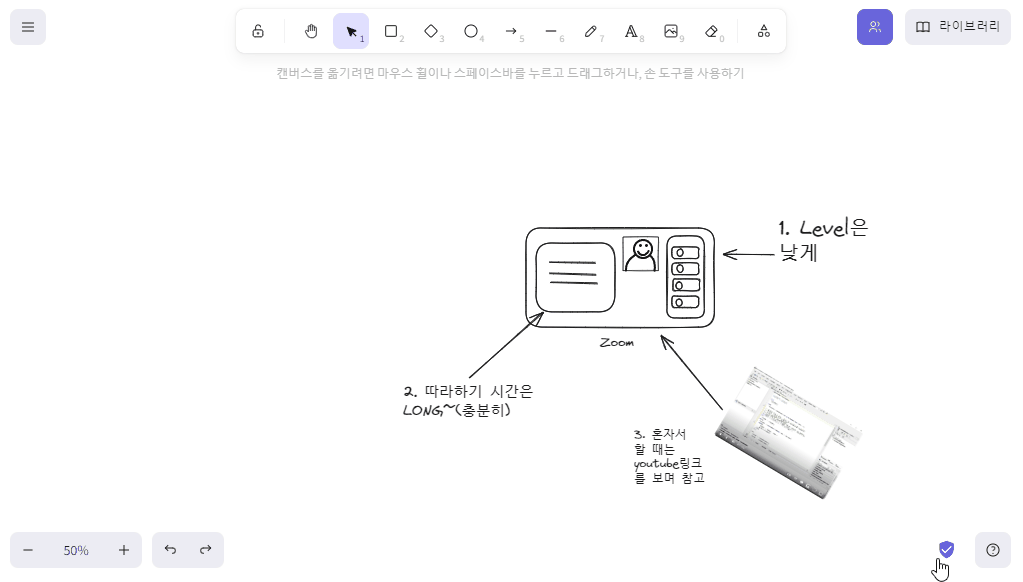 1 2 3 4 5 6 7 8 9 0
라이브러리
캔버스를 옮기려면 마우스 휠이나 스페이스바를 누르고 드래그하거나, 손 도구를 사용하기
1. Level은
낮게
Zoom
2. 따라하기 시간은
LONG~(충분히)
3. 혼자서
할 때는
youtube링크
를 보며 참고
50%